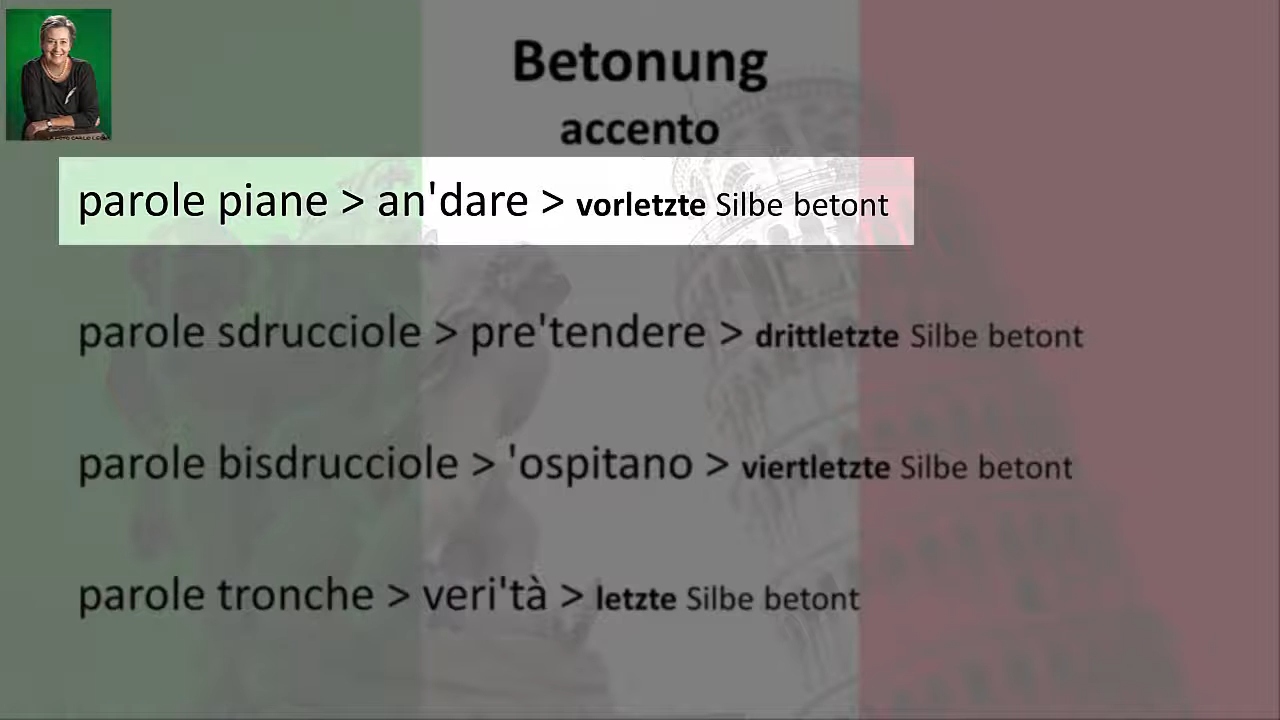 Betonung
accento
parole piane > an'dare > vorletzte Silbe betont
parole sdrucciole > pre'tendere > drittletzte Silbe betont
parole bisdrucciole > 'ospitano > viertletzte Silbe betont
parole tronche > veri'tà > letzte Silbe betont